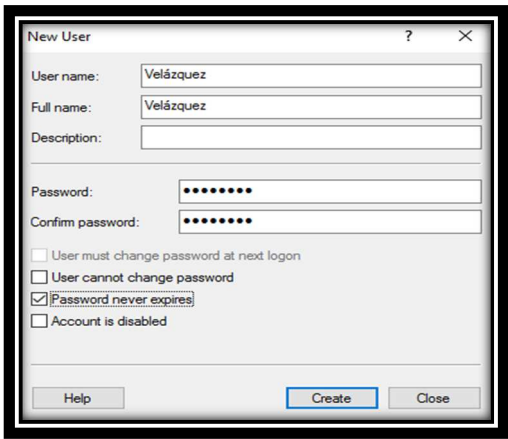 New User ?
User name: Velázquez
Full name: Velázquez
Description:
Password: ●●●●●●●●
Confirm password: ●●●●●●●●
User must change password at next logon
User cannot change password
Password never expires
Account is disabled
Help Create Close